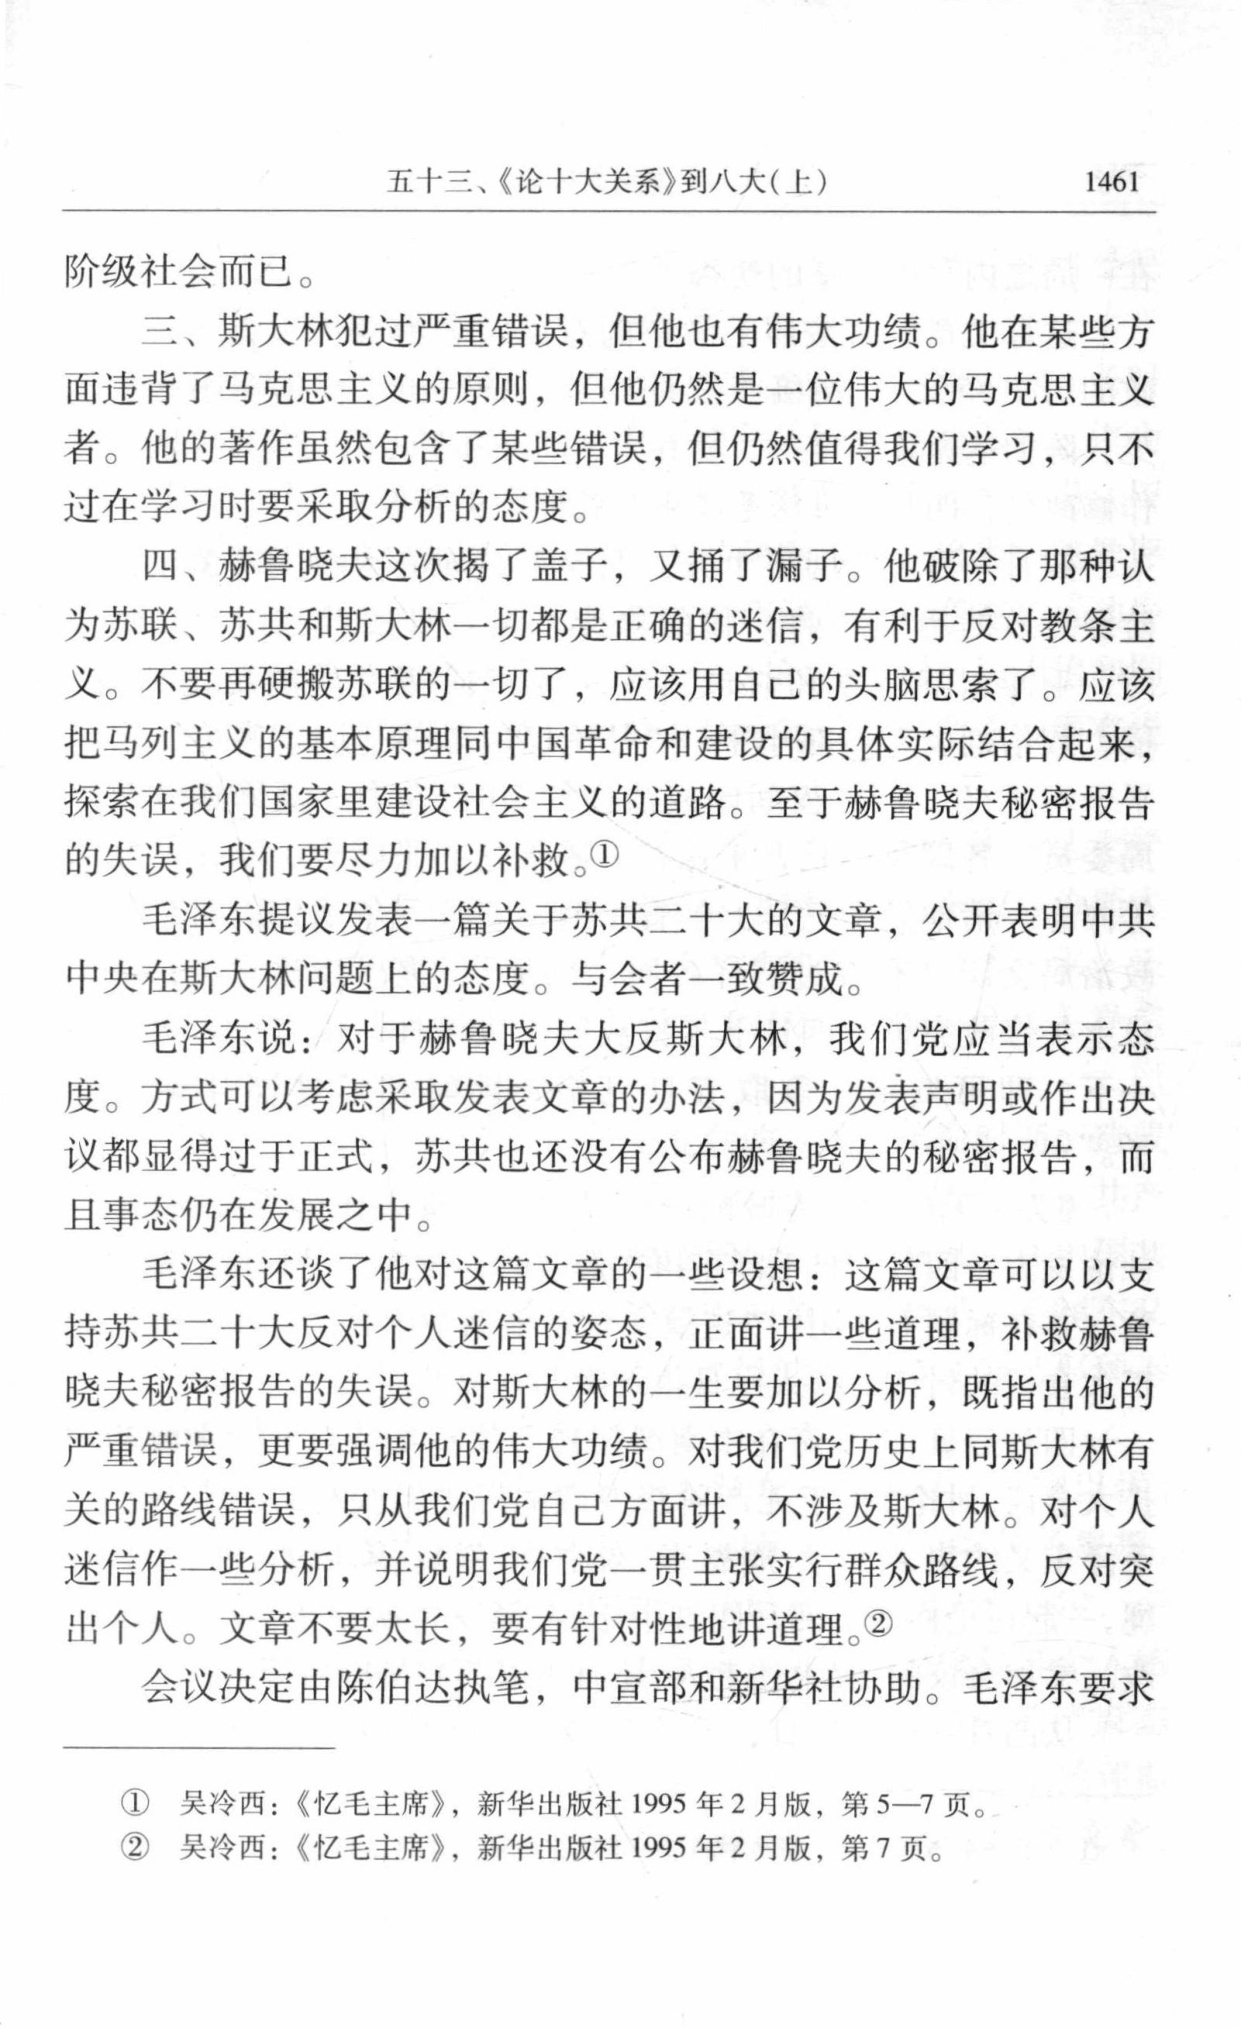 五十三、《论十大关系》到八大(上) 1461
阶级社会而已。
三、斯大林犯过严重错误，但他也有伟大功绩。他在某些方
面违背了马克思主义的原则，但他仍然是一位伟大的马克思主义
者。他的著作虽然包含了某些错误，但仍然值得我们学习，只不
过在学习时要采取分析的态度。
四、赫鲁晓夫这次揭了盖子，又捅了漏子。他破除了那种认
为苏联、苏共和斯大林一切都是正确的迷信，有利于反对教条主
义。不要再硬搬苏联的一切了，应该用自己的头脑思索了。应该
把马列主义的基本原理同中国革命和建设的具体实际结合起来，
探索在我们国家里建设社会主义的道路。至于赫鲁晓夫秘密报告
的失误，我们要尽力加以补救。①
毛泽东提议发表一篇关于苏共二十大的文章，公开表明中共
中央在斯大林问题上的态度。与会者一致赞成。
毛泽东说：对于赫鲁晓夫大反斯大林，我们党应当表示态
度。方式可以考虑采取发表文章的办法，因为发表声明或作出决
议都显得过于正式，苏共也还没有公布赫鲁晓夫的秘密报告，而
且事态仍在发展之中。
毛泽东还谈了他对这篇文章的一些设想：这篇文章可以以支
持苏共二十大反对个人迷信的姿态，正面讲一些道理，补救赫鲁
晓夫秘密报告的失误。对斯大林的一生要加以分析，既指出他的
严重错误，更要强调他的伟大功绩。对我们党历史上同斯大林有
关的路线错误，只从我们党自己方面讲，不涉及斯大林。对个人
迷信作一些分析，并说明我们党一贯主张实行群众路线，反对突
出个人。文章不要太长，要有针对性地讲道理。②
会议决定由陈伯达执笔，中宣部和新华社协助。毛泽东要求
① 吴冷西：《忆毛主席》，新华出版社 1995 年 2 月版，第 5—7 页。
② 吴冷西：《忆毛主席》，新华出版社 1995 年 2 月版，第 7 页。